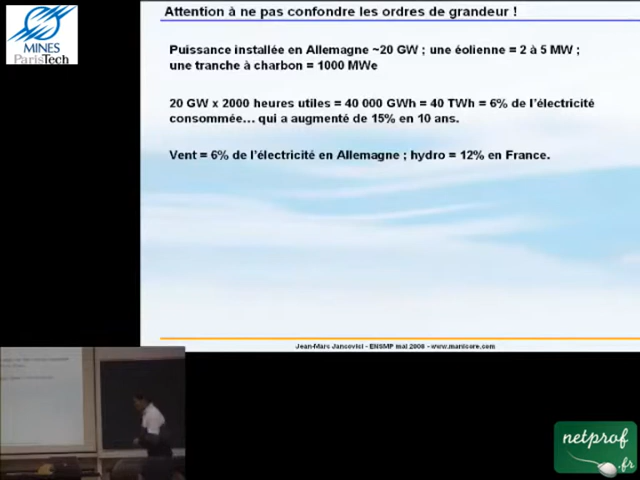 Attention à ne pas confondre les ordres de grandeur !
MINES
ParisTech
Puissance installée en Allemagne ~20 GW ; une éolienne = 2 à 5 MW ;
une tranche à charbon = 1000 MWe
20 GW x 2000 heures utiles = 40 000 GWh = 40 TWh = 6% de l'électricité
consommée... qui a augmenté de 15% en 10 ans.
Vent = 6% de l'électricité en Allemagne ; hydro = 12% en France.
Jean-Marc Jancovici - ENSMP mai 2008 - www.manicore.com
netprof
.fr